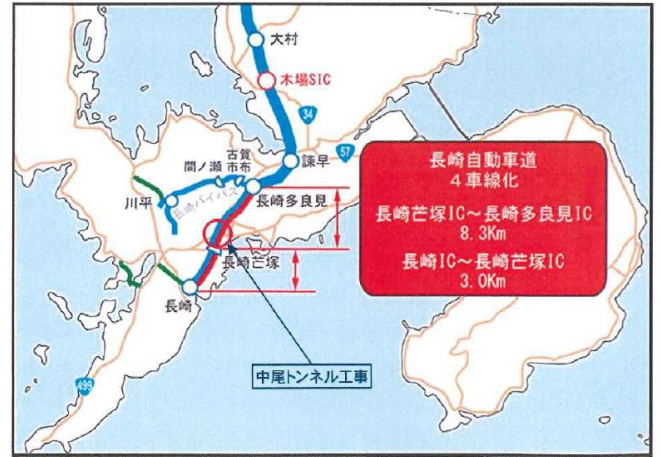 大村
木場SIC
34
57
諫早
古賀
市布
間ノ瀬
川平
長崎バイパス
長崎多良見
長崎芒塚
長崎
499
中尾トンネル工事
長崎自動車道
4車線化
長崎芒塚IC～長崎多良見IC
8.3Km
長崎IC～長崎芒塚IC
3.0Km